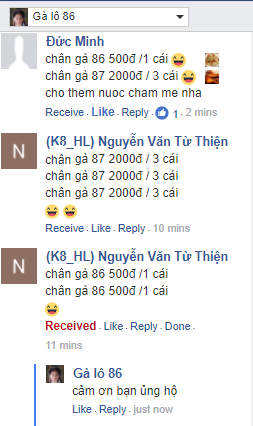 Gà lô 86
Đức Minh
chân gà 86 500đ /1 cái
chân gà 87 2000đ / 3 cái
cho them nuoc cham me nha
Receive · Like · Reply · 1 · 2 mins
N
(K8_HL) Nguyễn Văn Từ Thiện
chân gà 87 2000đ / 3 cái
chân gà 87 2000đ / 3 cái
chân gà 87 2000đ / 3 cái
Receive · Like · Reply · 10 mins
N
(K8_HL) Nguyễn Văn Từ Thiện
chân gà 86 500đ /1 cái
chân gà 86 500đ /1 cái
Received · Like · Reply · Done ·
11 mins
Gà lô 86
cảm ơn bạn ủng hộ
Like · Reply · just now